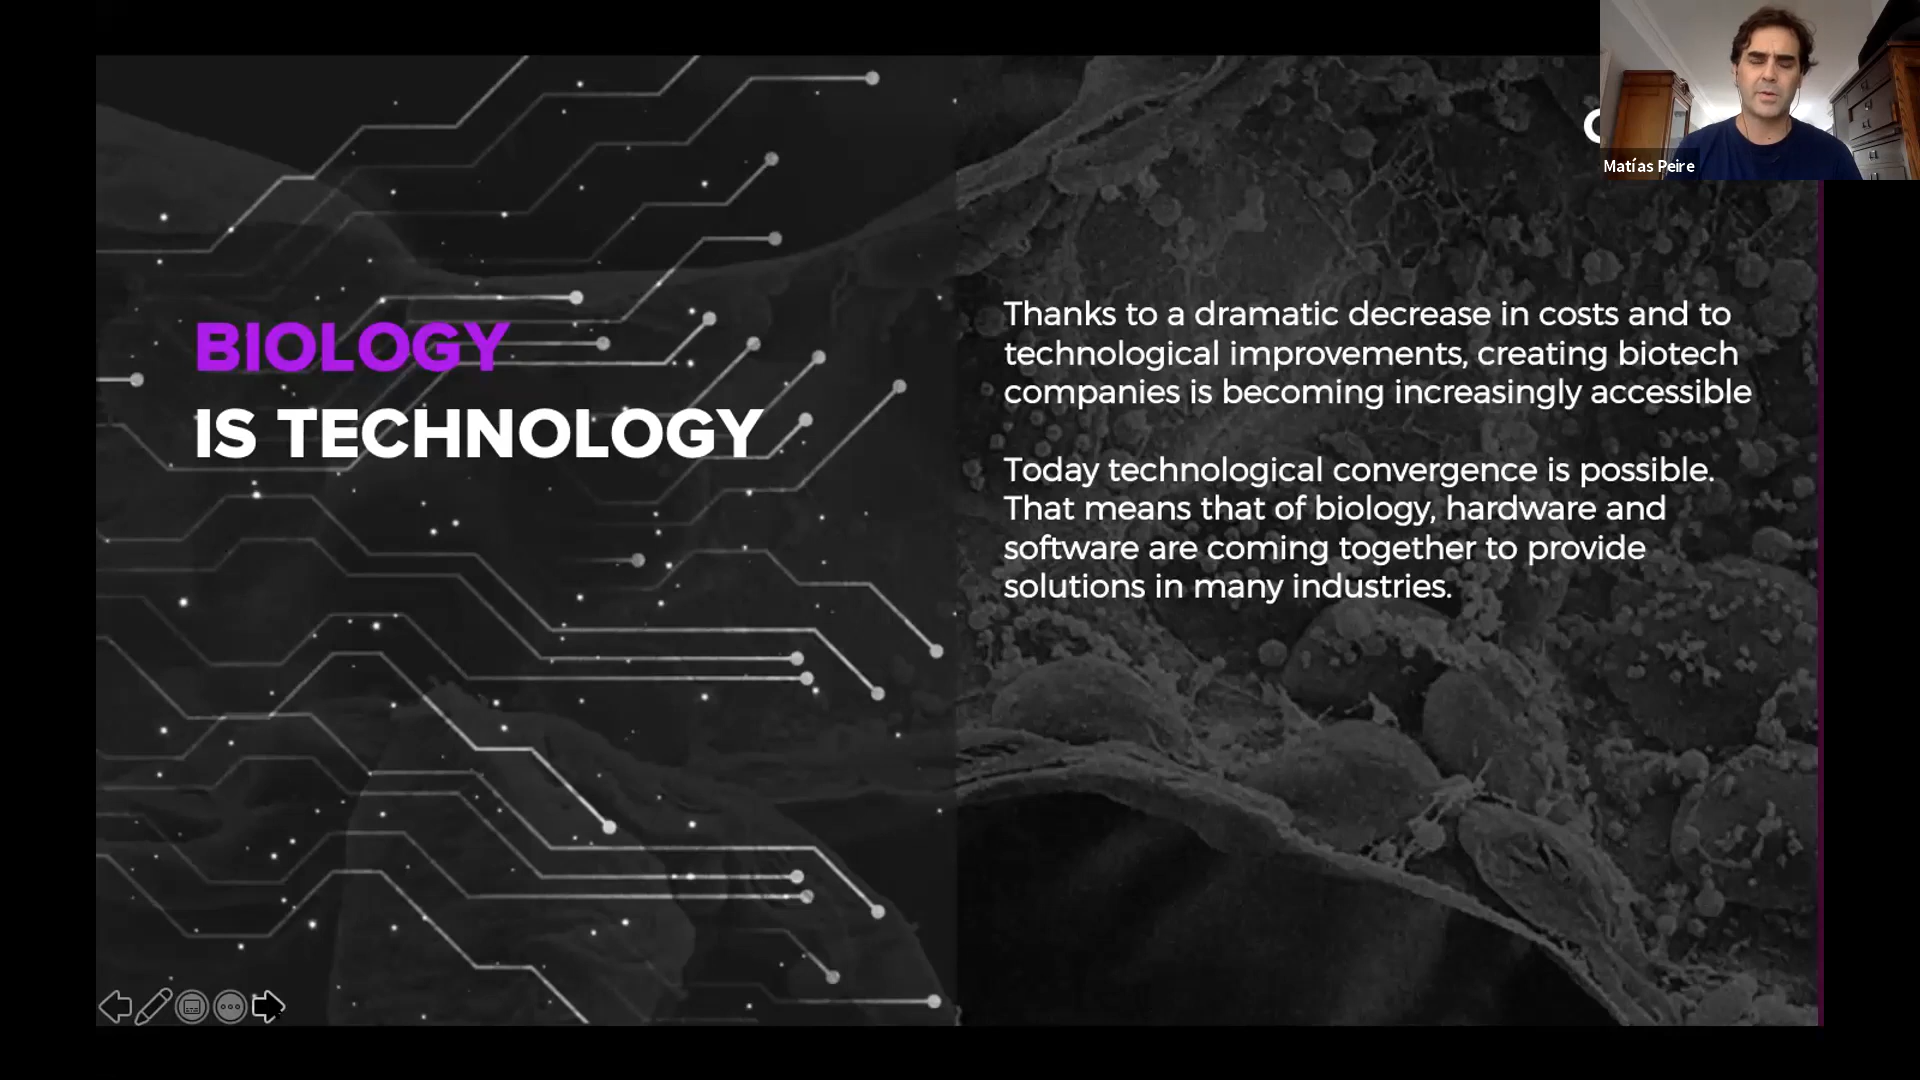 BIOLOGY
IS TECHNOLOGY
Thanks to a dramatic decrease in costs and to
technological improvements, creating biotech
companies is becoming increasingly accessible
Today technological convergence is possible.
That means that of biology, hardware and
software are coming together to provide
solutions in many industries.
Matías Peire